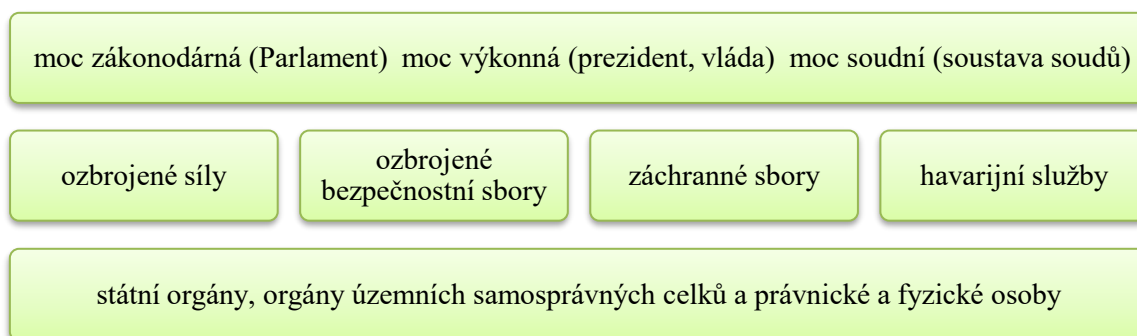 moc zákonodárná (Parlament) moc výkonná (prezident, vláda) moc soudní (soustava soudů)
ozbrojené síly
ozbrojené
bezpečnostní sbory
záchranné sbory
havarijní služby
státní orgány, orgány územních samosprávných celků a právnické a fyzické osoby